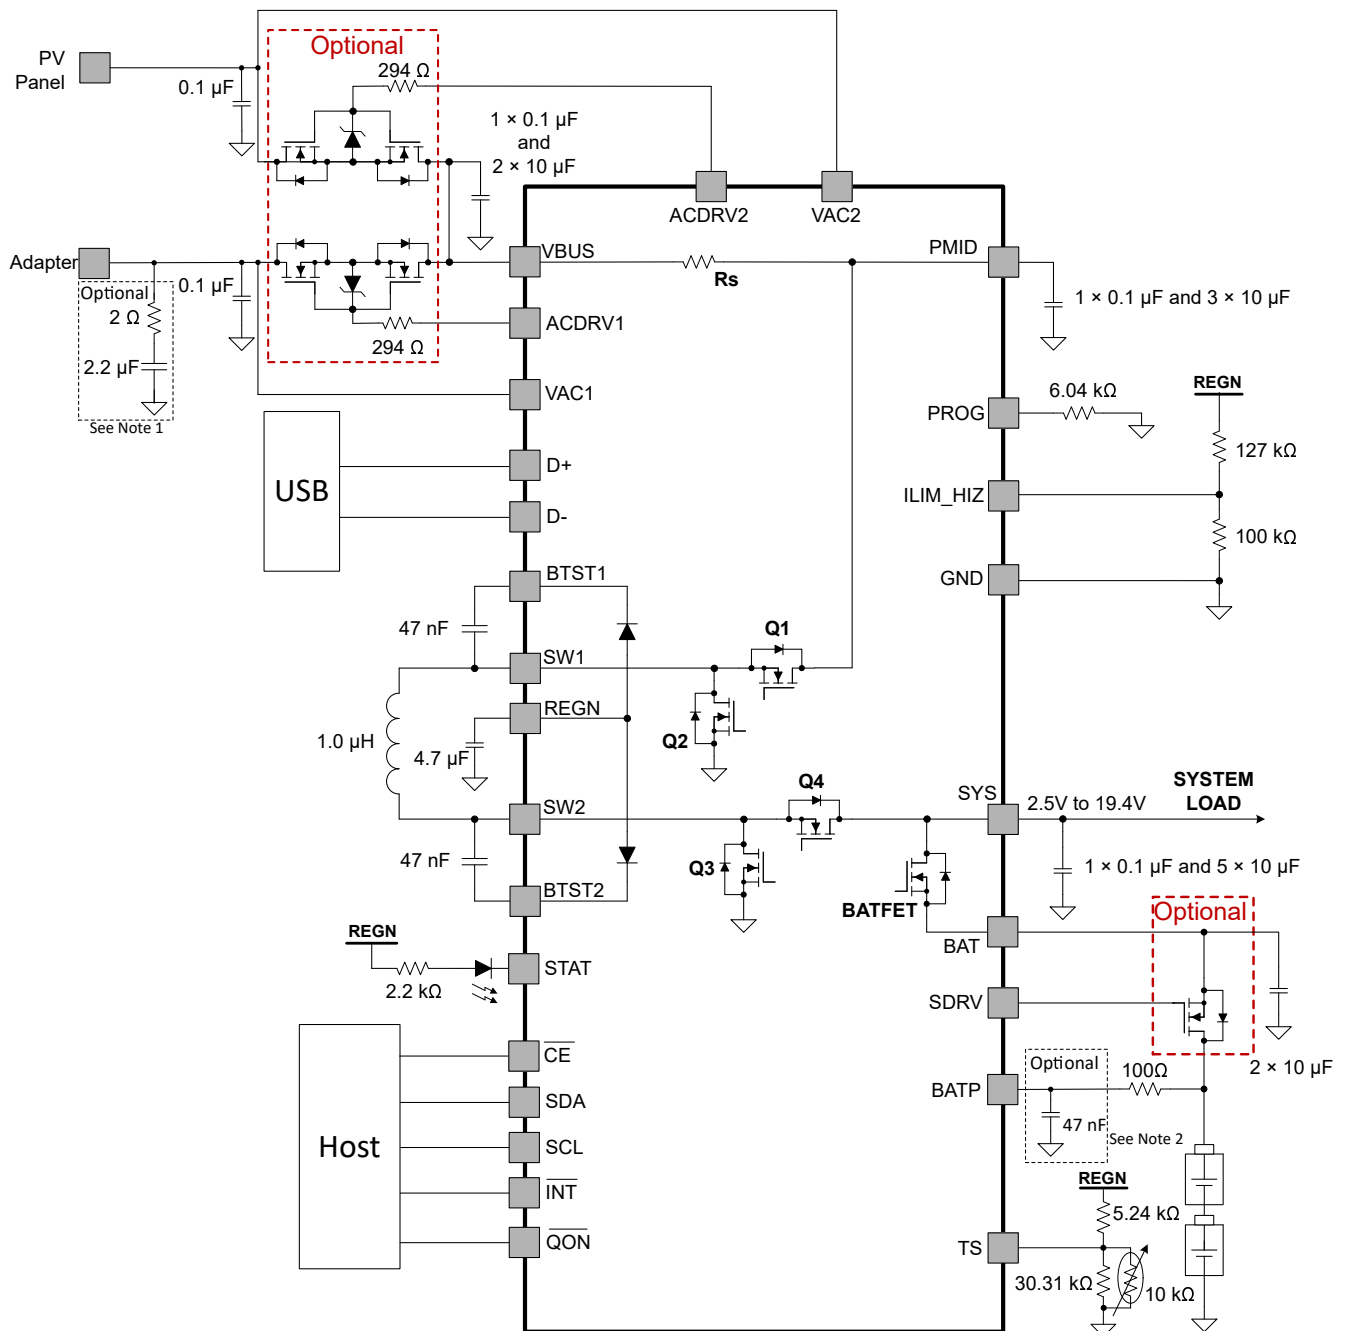 Optional
PV
Panel
294 Ω
0.1 µF
1 × 0.1 µF
and
2 × 10 µF
ACDRV2
VAC2
Adapter
VBUS
PMID
Rs
Optional
2 Ω
0.1 µF
1 × 0.1 µF and 3 × 10 µF
ACDRV1
294 Ω
2.2 µF
REGN
6.04 kΩ
VAC1
PROG
See Note 1
127 kΩ
USB
D+
ILIM_HIZ
D-
100 kΩ
BTST1
GND
47 nF
Q1
SW1
REGN
1.0 µH
4.7 µF
Q2
Q4
SYS
SYSTEM
LOAD
2.5V to 19.4V
SW2
Q3
47 nF
1 × 0.1 µF and 5 × 10 µF
BTST2
BATFET
Optional
REGN
BAT
STAT
2.2 kΩ
SDRV
CE
Optional
100Ω
2 × 10 µF
BATP
SDA
47 nF
See Note 2
Host
SCL
REGN
INT
5.24 kΩ
QON
TS
30.31 kΩ
10 kΩ